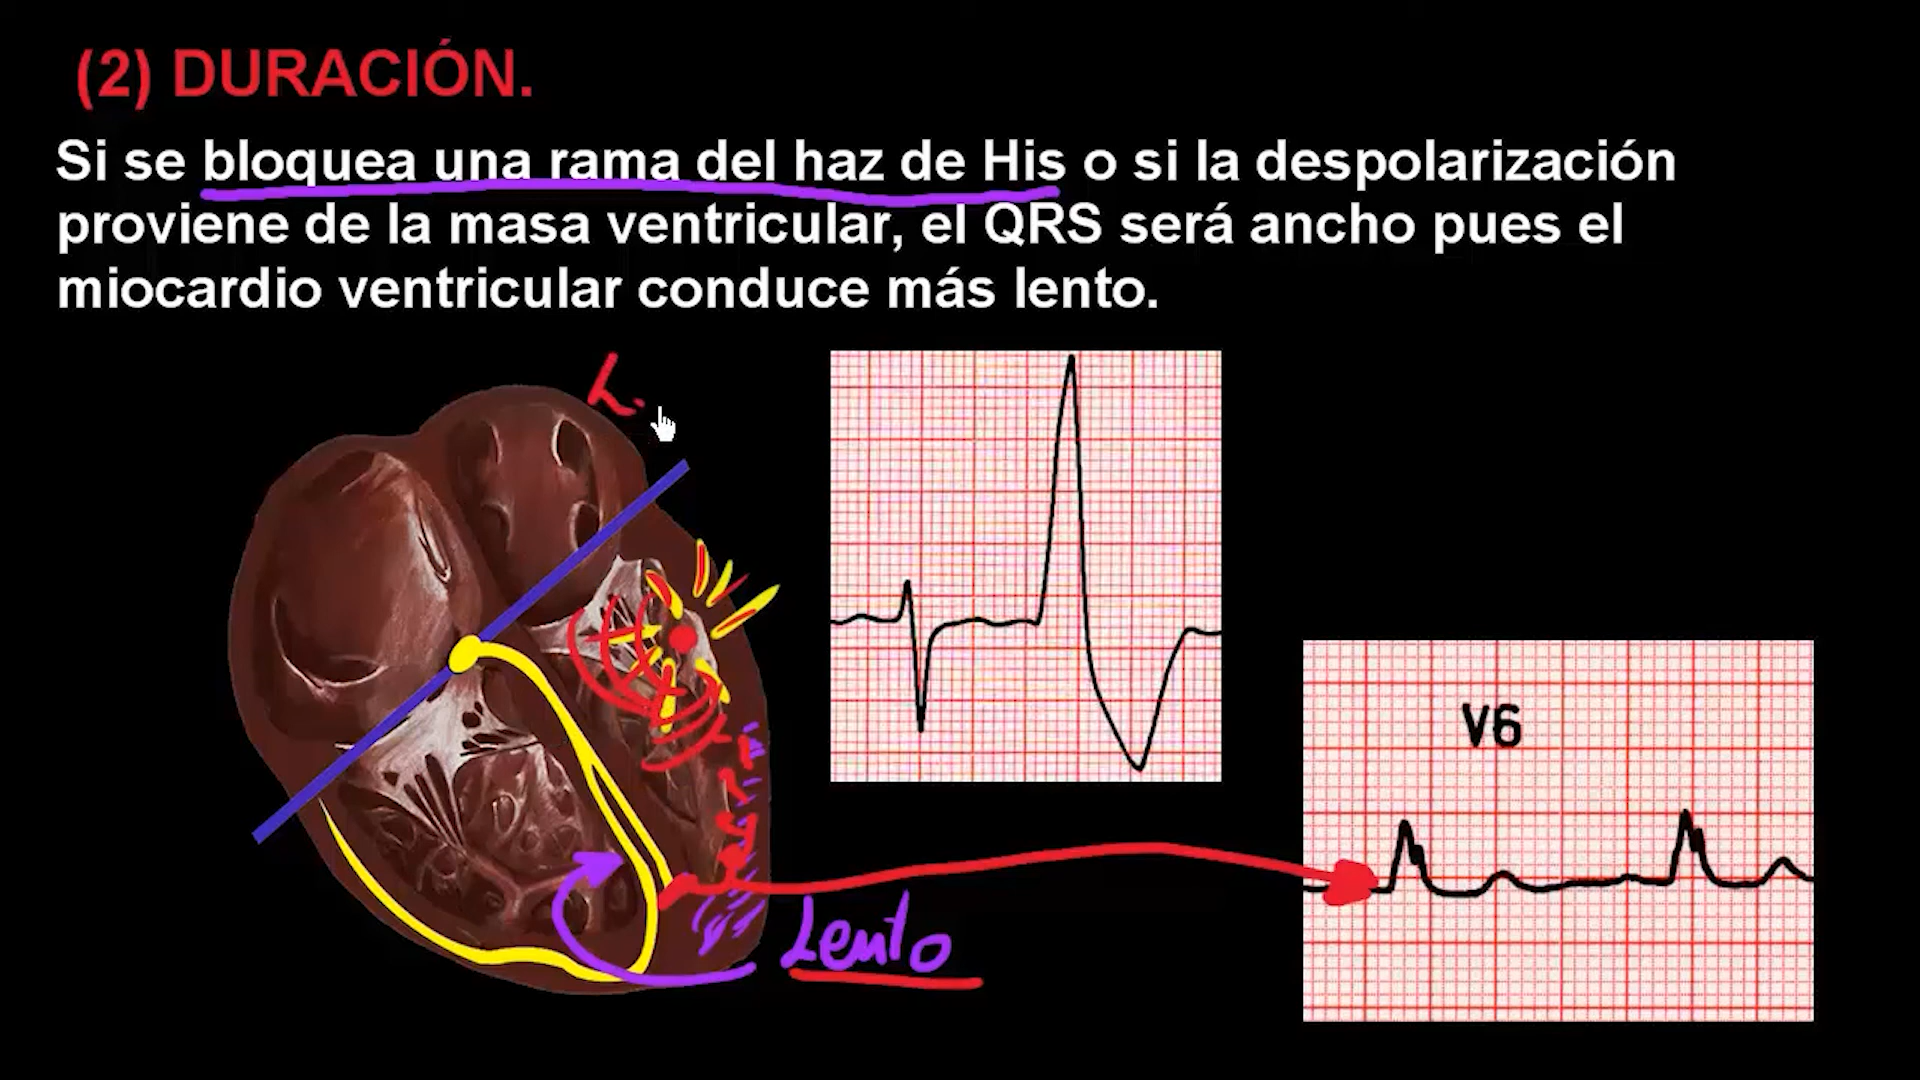 (2) DURACIÓN.
Si se bloquea una rama del haz de His o si la despolarización
proviene de la masa ventricular, el QRS será ancho pues el
miocardio ventricular conduce más lento.
V6
Lento